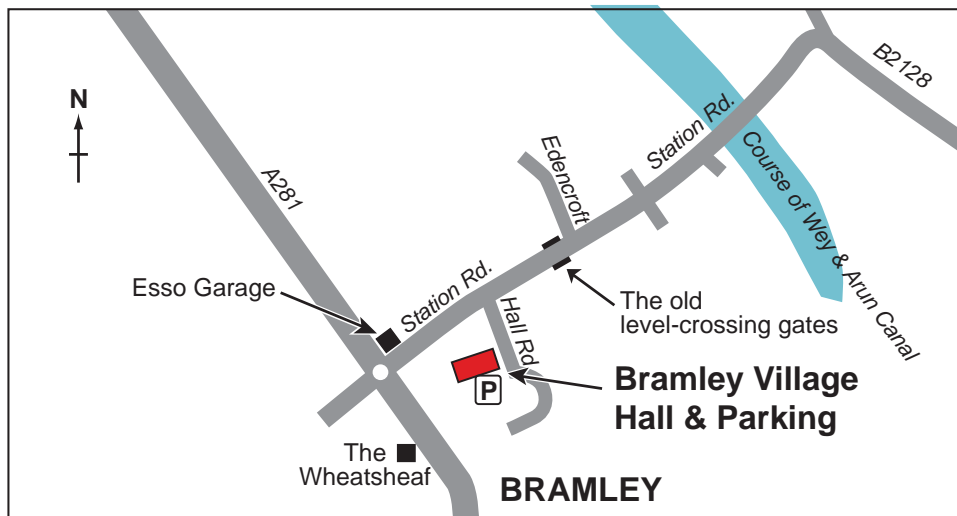 N
A281
B2128
Station Rd.
Edencroft
Course of Wey & Arun Canal
Esso Garage
Station Rd.
The old
level-crossing gates
Hall Rd
Bramley Village
Hall & Parking
P
The
Wheatsheaf
BRAMLEY